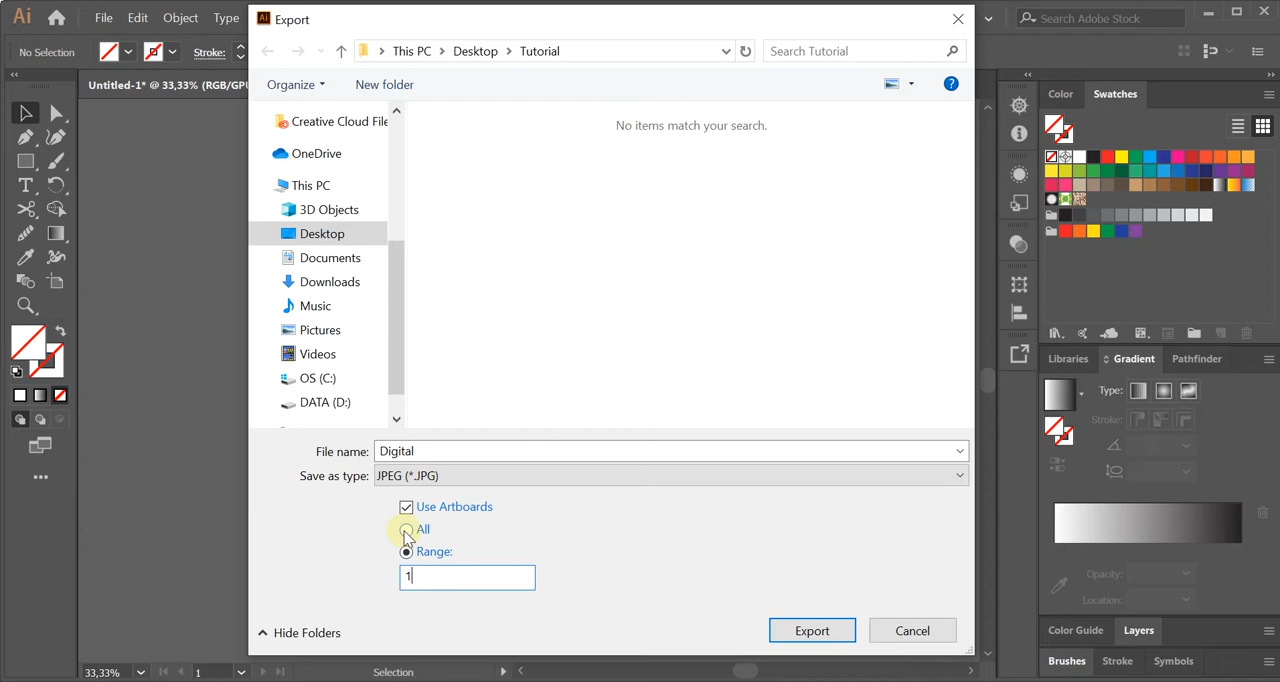 Ai File Edit Object Type
Export
Search Adobe Stock
No Selection
Stroke:
This PC > Desktop > Tutorial
Search Tutorial
Untitled-1* @ 33,33% (RGB/GPU
Organize
New folder
Color
Swatches
No items match your search.
Creative Cloud File
OneDrive
This PC
3D Objects
Desktop
Documents
Downloads
Music
Pictures
Videos
OS (C:)
DATA (D:)
Libraries
Gradient
Pathfinder
Type:
Stroke:
File name: Digital
Save as type: JPEG (*.JPG)
Use Artboards
All
Range:
1
Opacity:
Location:
Hide Folders
Export
Cancel
Color Guide
Layers
Brushes
Stroke
Symbols
33,33%
1
Selection